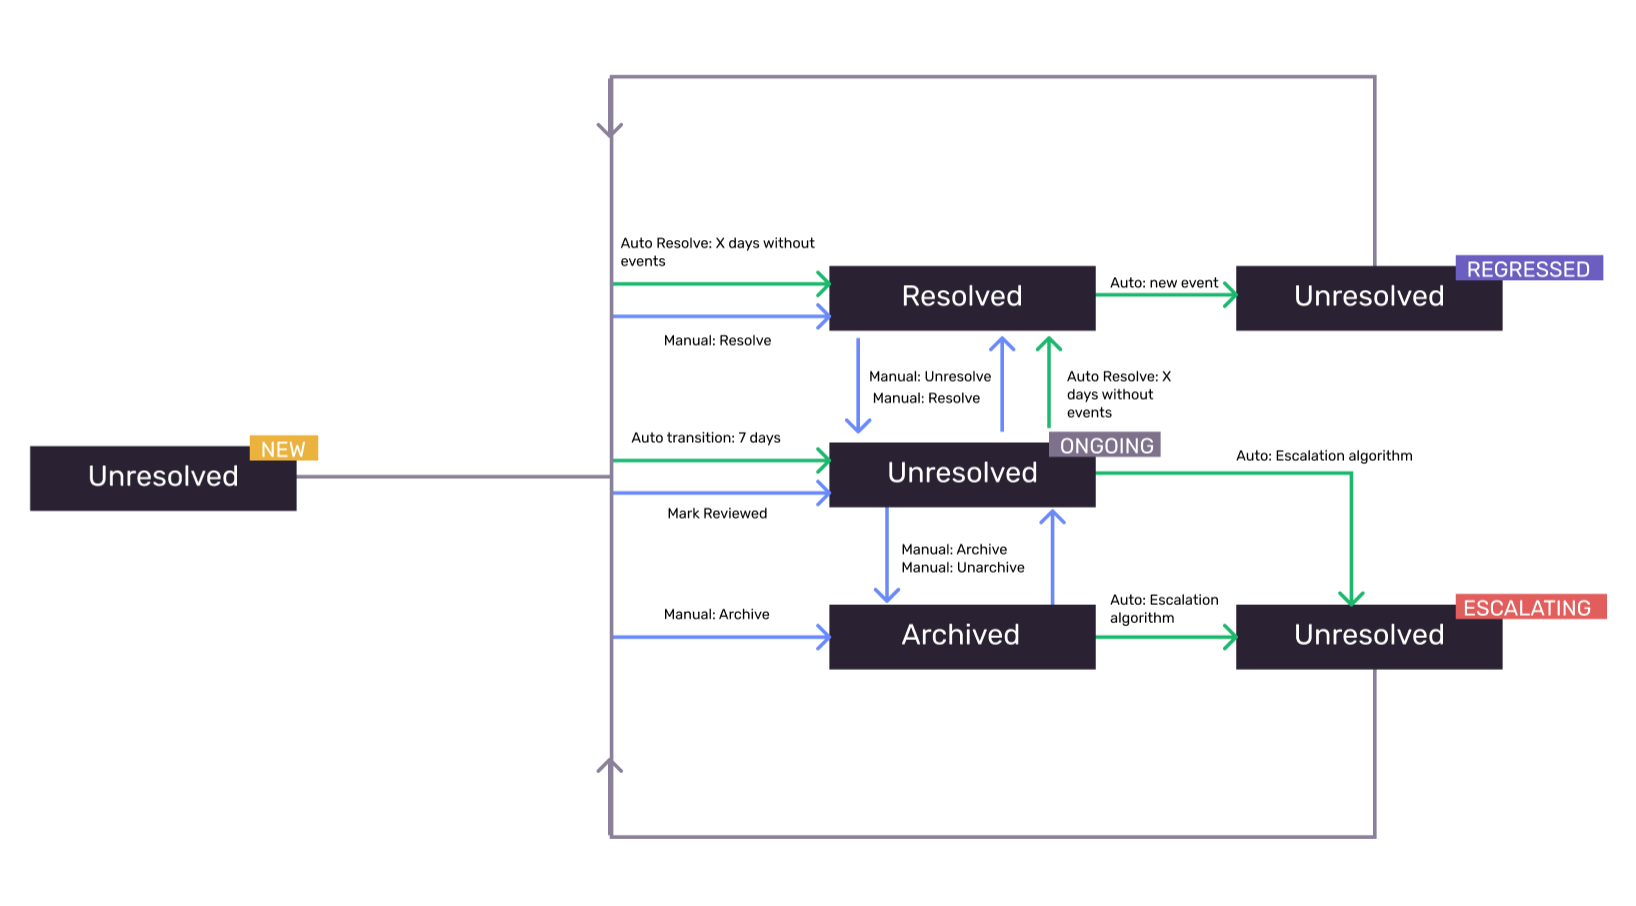 REGRESSED
Auto Resolve: X days without
events
Resolved
Auto: new event
Unresolved
Manual: Resolve
Manual: Unresolve
Manual: Resolve
Auto Resolve: X
days without
events
NEW
Unresolved
Auto transition: 7 days
ONGOING
Unresolved
Auto: Escalation algorithm
Mark Reviewed
Manual: Archive
Manual: Unarchive
Manual: Archive
Archived
Auto: Escalation
algorithm
ESCALATING
Unresolved